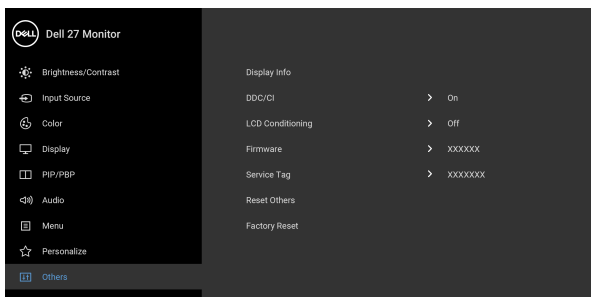 DELL Dell 27 Monitor
Brightness/Contrast
Input Source
Color
Display
PIP/PBP
Audio
Menu
Personalize
Others
Display Info
DDC/CI > On
LCD Conditioning > Off
Firmware > XXXXXX
Service Tag > XXXXXXX
Reset Others
Factory Reset